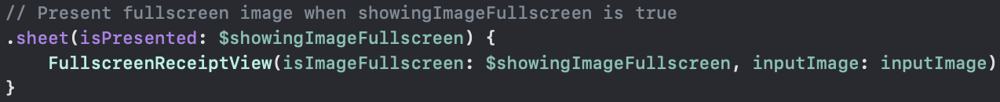 // Present fullscreen image when showingImageFullscreen is true
.sheet(isPresented: $showingImageFullscreen) {
    FullscreenReceiptView(isImageFullscreen: $showingImageFullscreen, inputImage: inputImage)
}